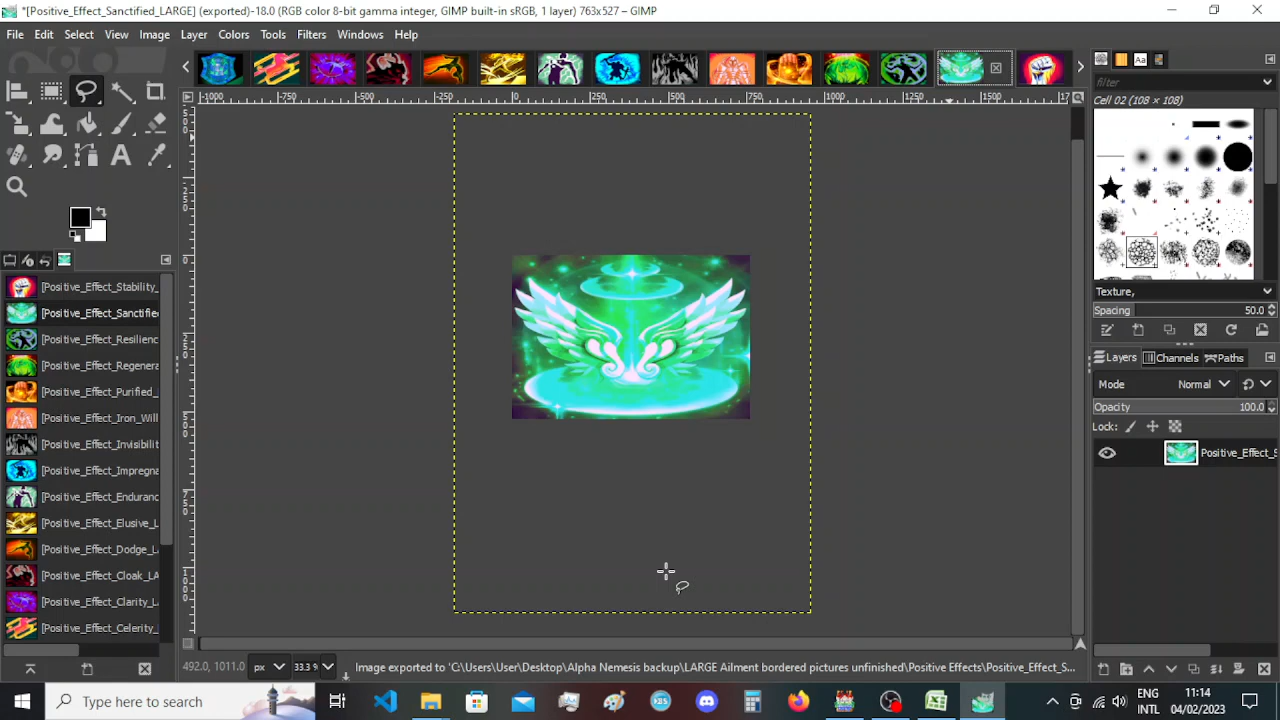 *[Positive_Effect_Sanctified_LARGE] (exported)-18.0 (RGB color 8-bit gamma integer, GIMP built-in sRGB, 1 layer) 763x527 – GIMP
File Edit Select View Image Layer Colors Tools Filters Windows Help
filter
-1000 -750 -500 -250 0 250 500 750 1000 1250 1500 17
Cell 02 (108 × 108)
[Positive_Effect_Stability_
[Positive_Effect_Sanctifie
[Positive_Effect_Resilienc
[Positive_Effect_Regenera
[Positive_Effect_Purified_
[Positive_Effect_Iron_Wil
[Positive_Effect_Invisibilit
[Positive_Effect_Impregna
[Positive_Effect_Enduranc
[Positive_Effect_Elusive_L
[Positive_Effect_Dodge_L
[Positive_Effect_Cloak_LA
[Positive_Effect_Clarity_L
[Positive_Effect_Celerity_
Texture,
Spacing 50.0
Layers Channels Paths
Mode Normal
Opacity 100.0
Lock:
Positive_Effect_S
492.0, 1011.0 px 33.3 % Image exported to 'C:\Users\User\Desktop\Alpha Nemesis backup\LARGE Ailment bordered pictures unfinished\Positive Effects\Positive_Effect_S...
Type here to search
ENG
INTL
11:14
04/02/2023